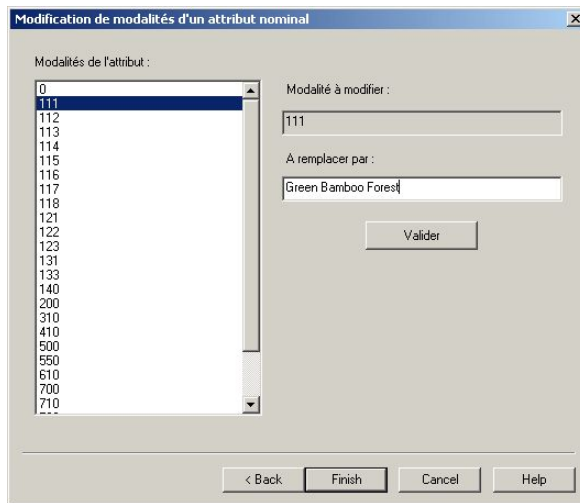 Modification de modalités d'un attribut nominal
Modalités de l'attribut :
0
111
112
113
114
115
116
117
118
121
122
123
131
133
140
200
310
410
500
550
610
700
710
Modalité à modifier :
111
A remplacer par :
Green Bamboo Forest
Valider
< Back
Finish
Cancel
Help